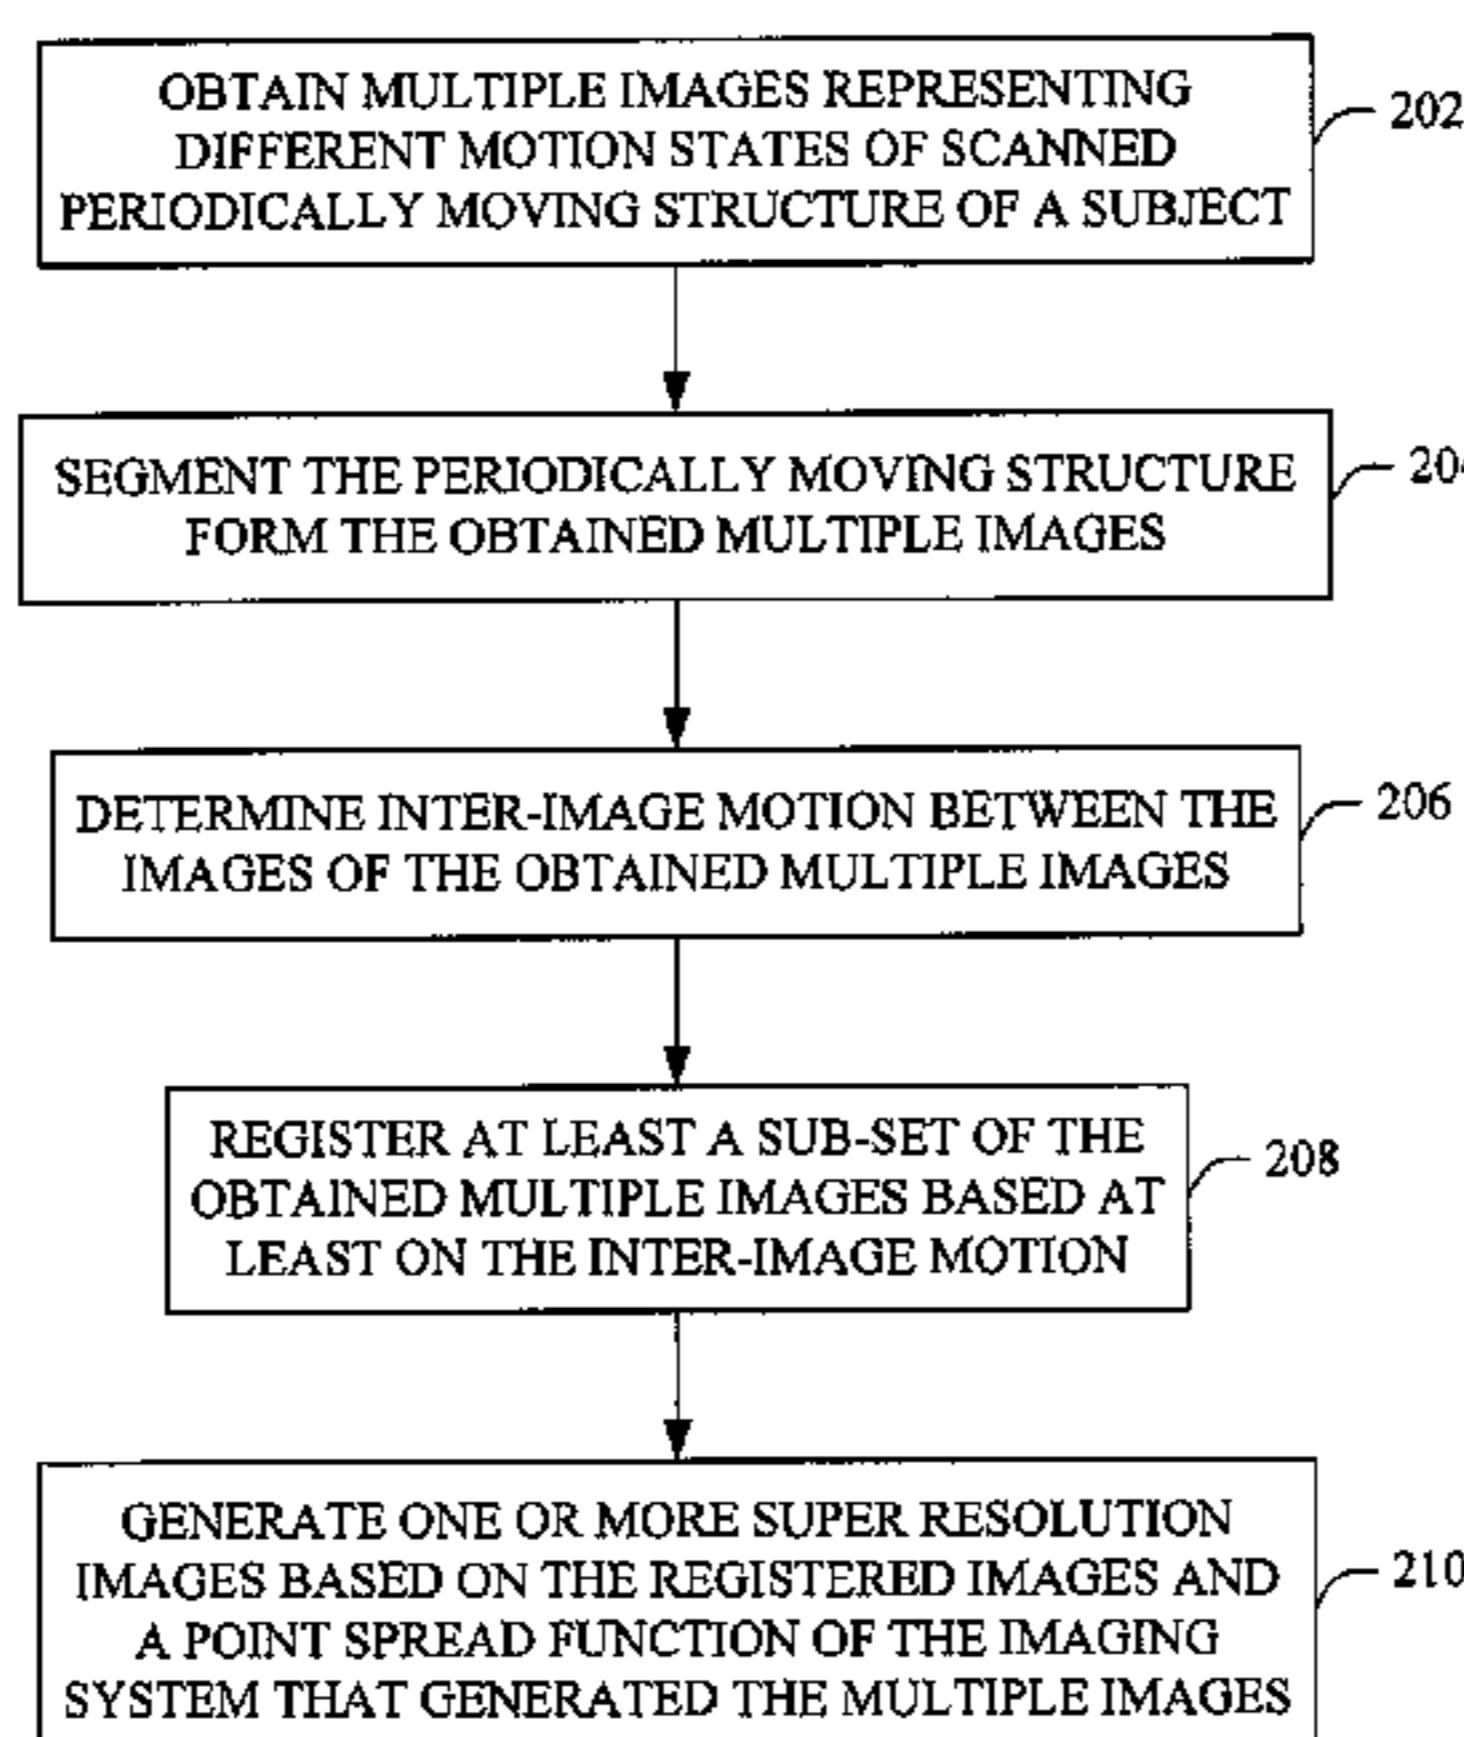 OBTAIN MULTIPLE IMAGES REPRESENTING
DIFFERENT MOTION STATES OF SCANNED
PERIODICALLY MOVING STRUCTURE OF A SUBJECT
202
SEGMENT THE PERIODICALLY MOVING STRUCTURE
FORM THE OBTAINED MULTIPLE IMAGES
DETERMINE INTER-IMAGE MOTION BETWEEN THE
IMAGES OF THE OBTAINED MULTIPLE IMAGES
206
REGISTER AT LEAST A SUB-SET OF THE
OBTAINED MULTIPLE IMAGES BASED AT
LEAST ON THE INTER-IMAGE MOTION
208
GENERATE ONE OR MORE SUPER RESOLUTION
IMAGES BASED ON THE REGISTERED IMAGES AND
A POINT SPREAD FUNCTION OF THE IMAGING
SYSTEM THAT GENERATED THE MULTIPLE IMAGES
210